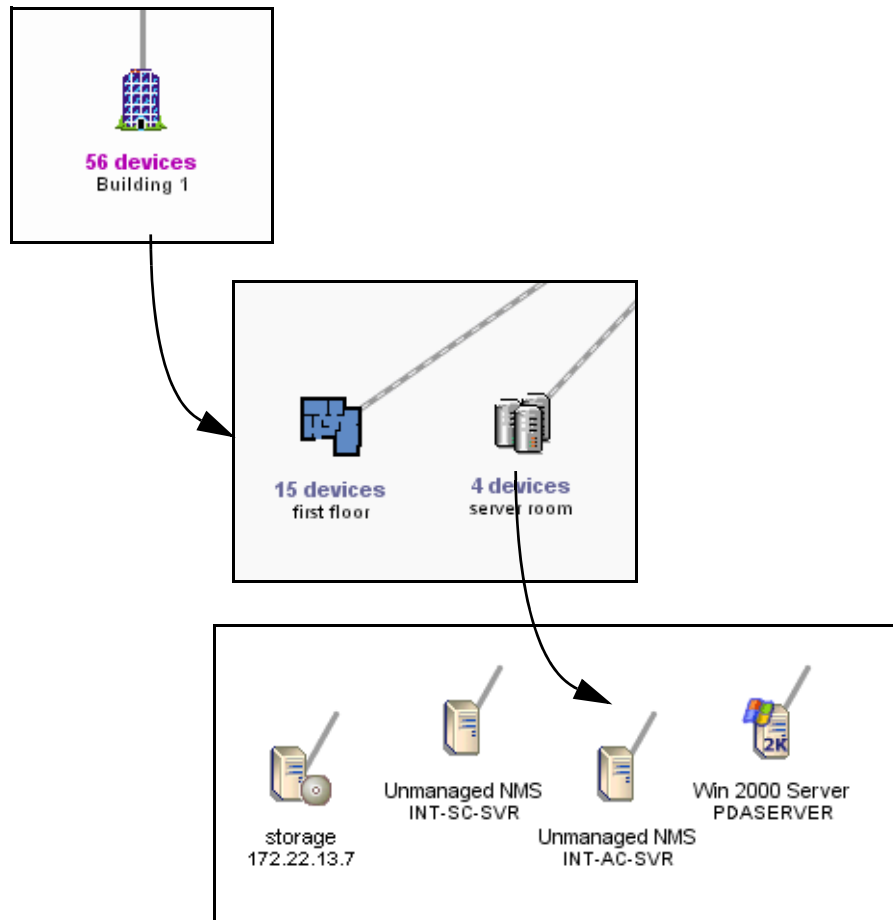 56 devices
Building 1
15 devices
first floor
4 devices
server room
storage
172.22.13.7
Unmanaged NMS
INT-SC-SVR
Unmanaged NMS
INT-AC-SVR
2K
Win 2000 Server
PDASERVER